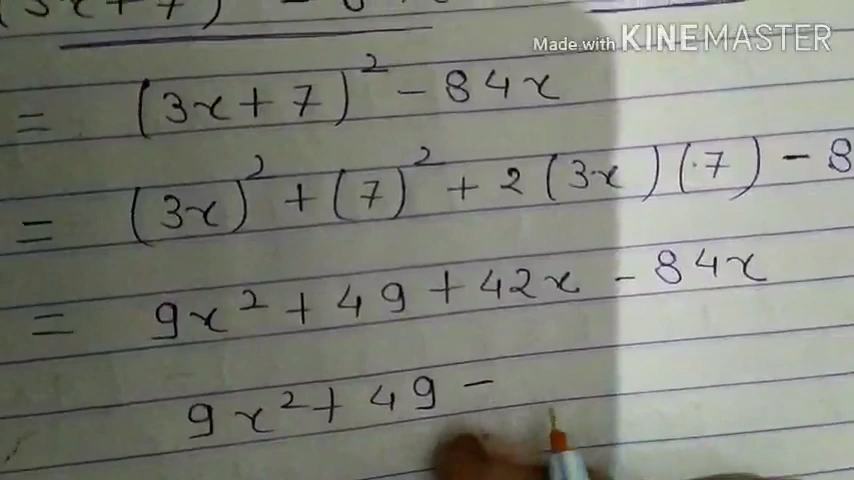 Made with KINEMASTER
= (3x + 7)² - 84x
= (3x)² + (7)² + 2(3x)(7) - 8
= 9x² + 49 + 42x - 84x
9x² + 49 -